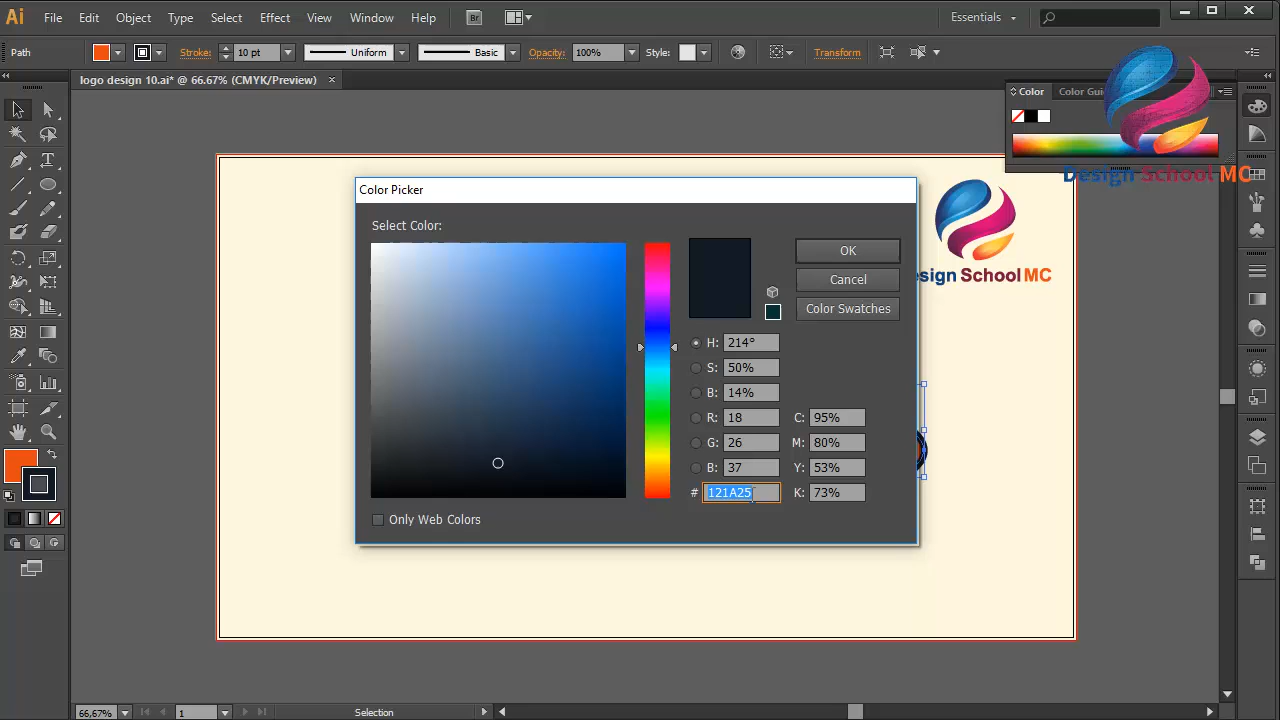 Ai File Edit Object Type Select Effect View Window Help Br Essentials
Path Stroke: 10 pt Uniform Basic Opacity: 100% Style: Transform
logo design 10.ai* @ 66.67% (CMYK/Preview) ×
Color Color Gui
Design School MC
esign School MC
Color Picker
Select Color:
OK
Cancel
Color Swatches
H: 214°
S: 50%
B: 14%
R: 18 C: 95%
G: 26 M: 80%
B: 37 Y: 53%
# 121A25 K: 73%
Only Web Colors
66,67% 1 Selection